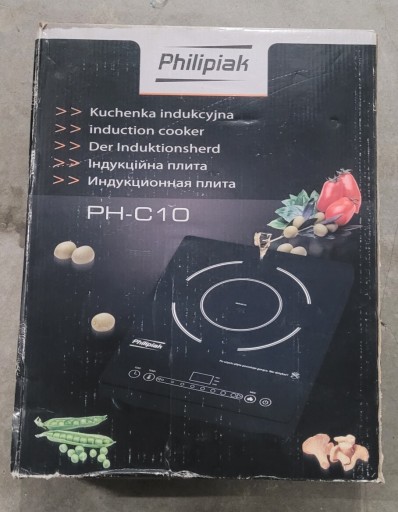 Philipiak
>> Kuchenka indukcyjna
>> induction cooker
>> Der Induktionsherd
>> Індукційна плита
>> Индукционная плита
PH-C10
Philipiak